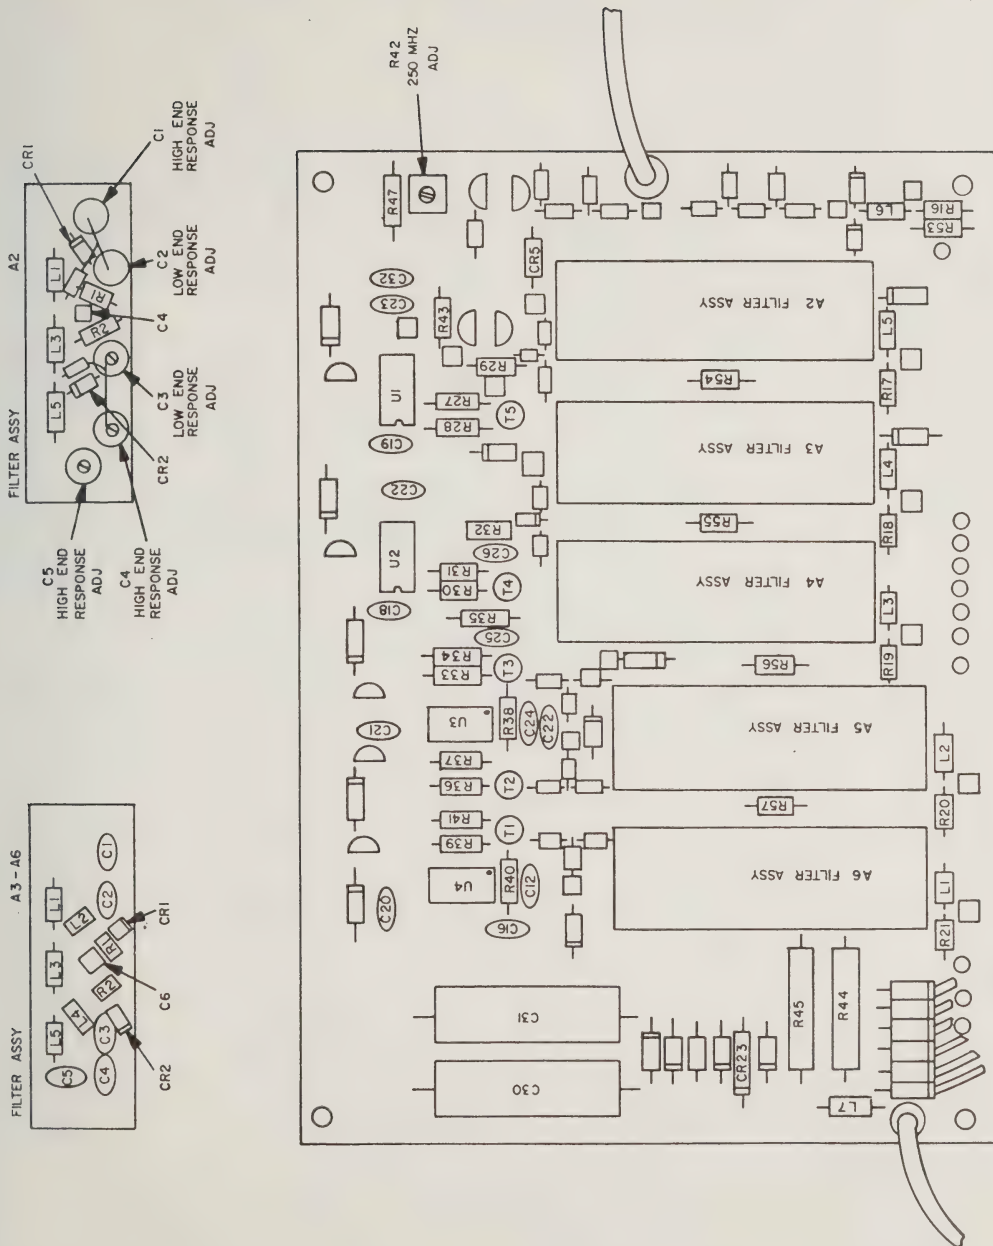 FILTER ASSY A3-A6
L5
L3
L1
C5
L4
L2
C4
C3
R2
R1
C2
C1
CR2
C6
CR1
FILTER ASSY A2
L5
L3
L1
CR1
R2
R1
C5
HIGH END
RESPONSE
ADJ
C4
HIGH END
RESPONSE
ADJ
CR2
C3
LOW END
RESPONSE
ADJ
C4
C2
LOW END
RESPONSE
ADJ
C1
HIGH END
RESPONSE
ADJ
R42
250 MHZ
ADJ
R47
C32
C23
R43
CR5
U1
R27
R28
R29
T5
C19
C22
U2
R32
C26
R31
R30
T4
C18
R35
C25
R34
R33
T3
C21
U3
R38
C24
C22
R37
R36
T2
R41
R39
T1
U4
R40
C12
C20
C16
A2 FILTER ASSY
R54
A3 FILTER ASSY
R55
A4 FILTER ASSY
R56
A5 FILTER ASSY
R57
A6 FILTER ASSY
L6
R16
R53
L5
R17
L4
R18
L3
R19
L2
R20
L1
R21
C31
C30
CR23
R45
R44
L7